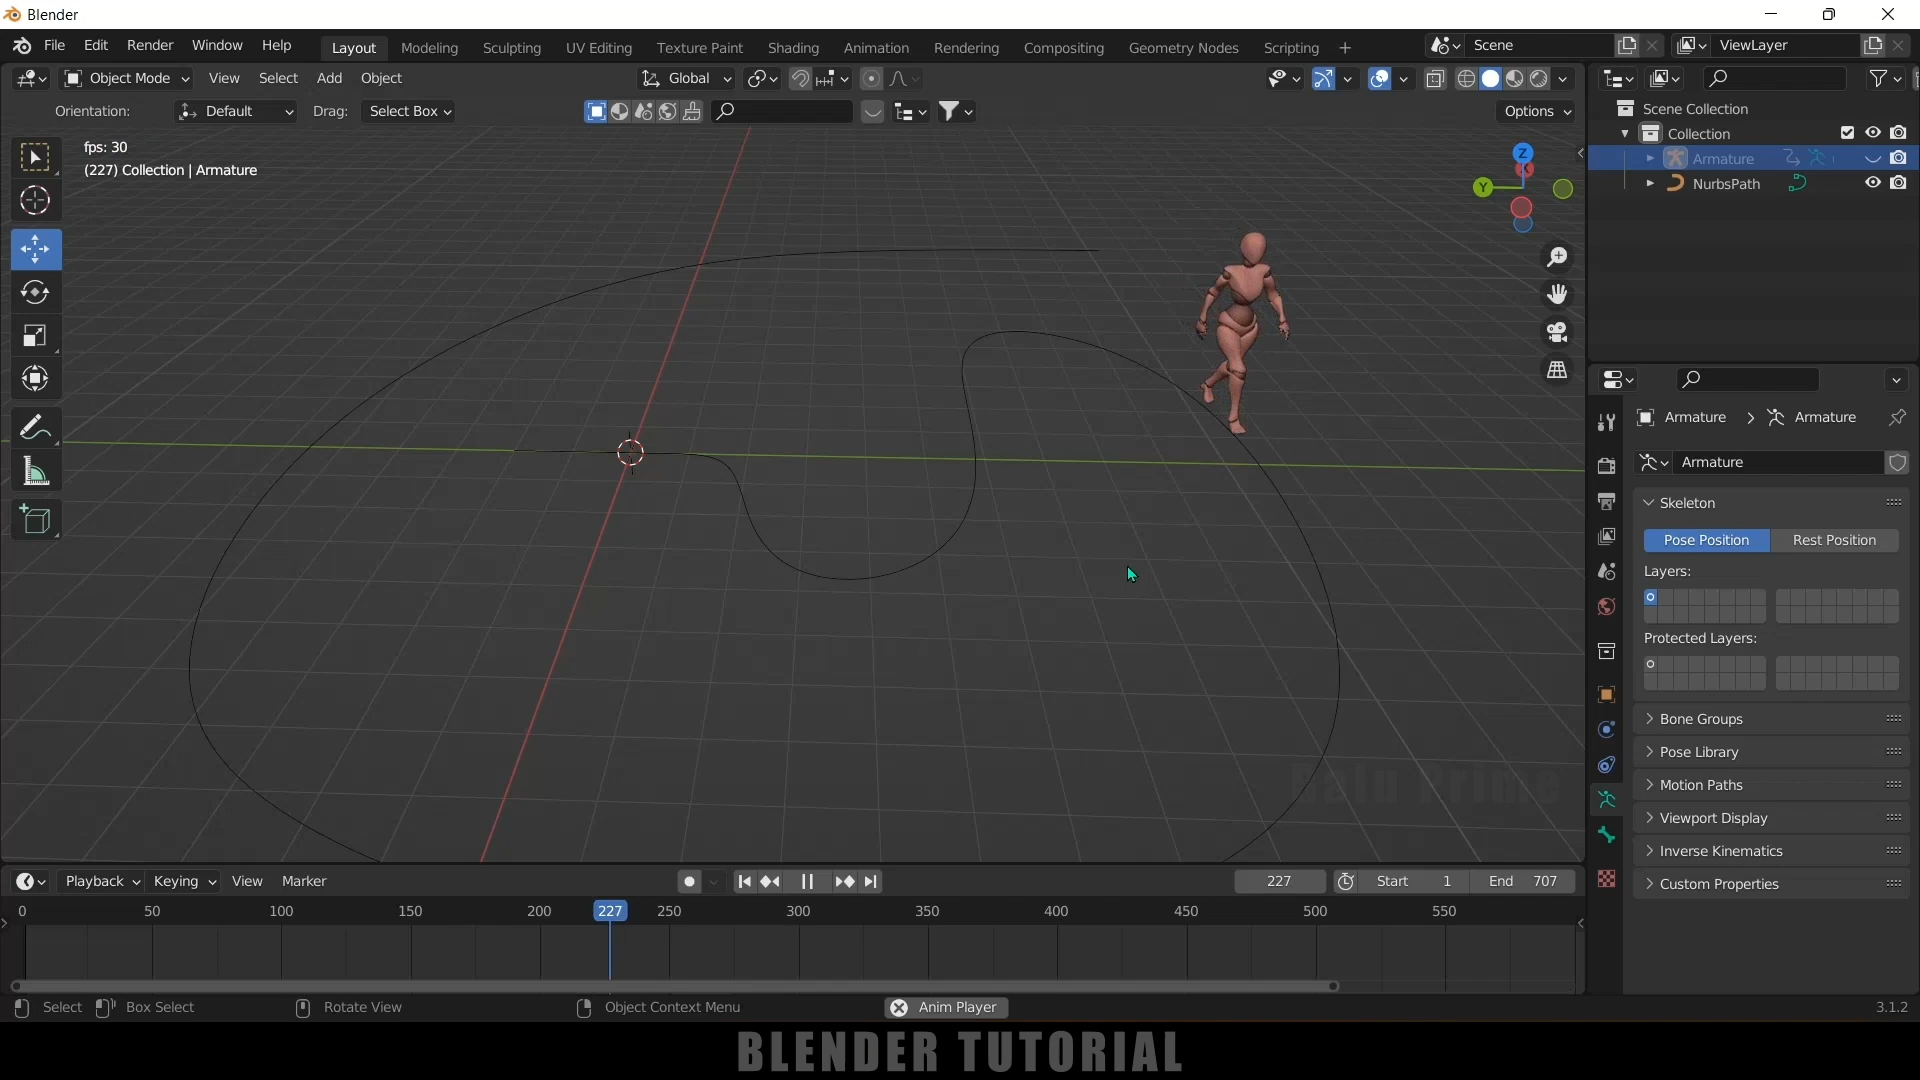 Blender
File Edit Render Window Help Layout Modeling Sculpting UV Editing Texture Paint Shading Animation Rendering Compositing Geometry Nodes Scripting + Scene ViewLayer
Object Mode View Select Add Object Global
Orientation: Default Drag: Select Box Options
fps: 30
(227) Collection | Armature
Z
X
Y
Scene Collection
Collection
Armature
NurbsPath
Armature > Armature
Armature
Skeleton
Pose Position Rest Position
Layers:
Protected Layers:
Bone Groups
Pose Library
Motion Paths
Viewport Display
Inverse Kinematics
Custom Properties
Balu Prime
Playback Keying View Marker 227 Start 1 End 707
0 50 100 150 200 227 250 300 350 400 450 500 550
Select Box Select Rotate View Object Context Menu Anim Player 3.1.2
BLENDER TUTORIAL